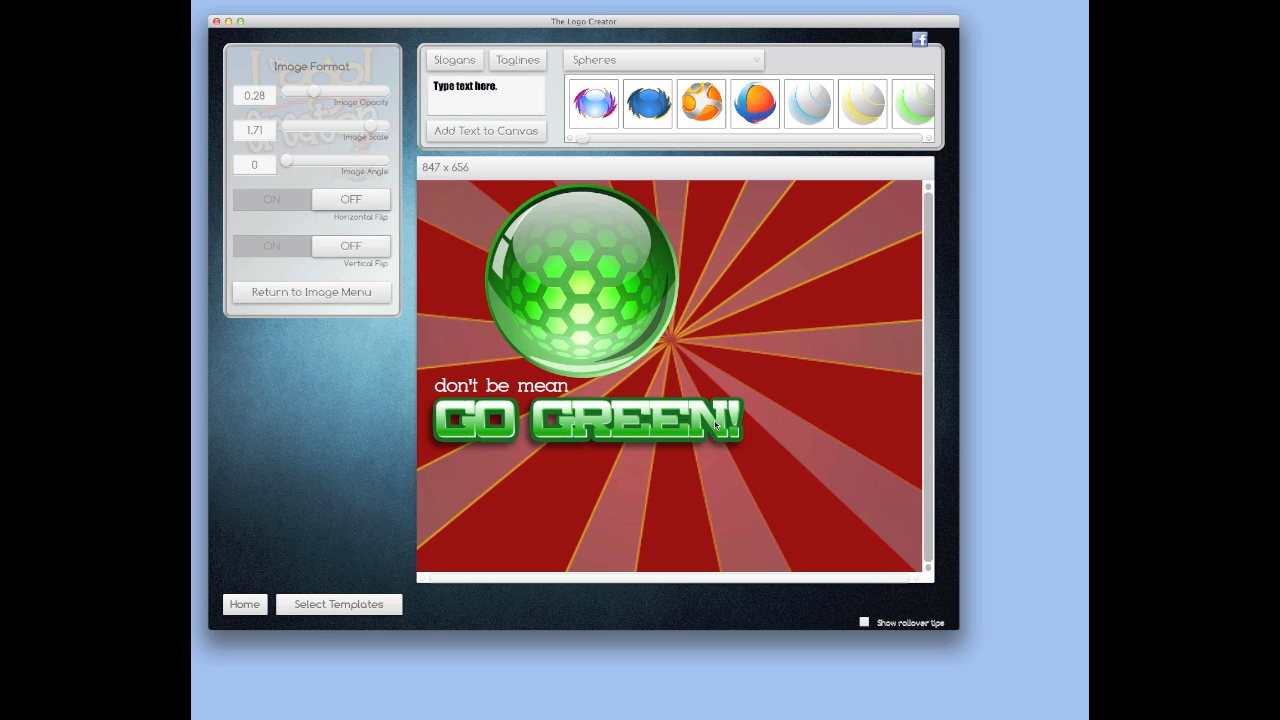 The Logo Creator
Image Format
0.28
Image Opacity
1.71
Image Scale
0
Image Angle
ON OFF
Horizontal Flip
ON OFF
Vertical Flip
Return to Image Menu
Home
Select Templates
f
Slogans
Taglines
Spheres
Type text here.
Add Text to Canvas
847 x 656
don't be mean
GO GREEN!
Show rollover tips